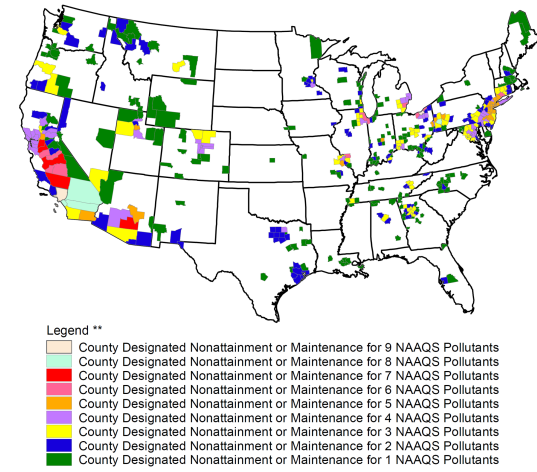 Legend **
County Designated Nonattainment or Maintenance for 9 NAAQS Pollutants
County Designated Nonattainment or Maintenance for 8 NAAQS Pollutants
County Designated Nonattainment or Maintenance for 7 NAAQS Pollutants
County Designated Nonattainment or Maintenance for 6 NAAQS Pollutants
County Designated Nonattainment or Maintenance for 5 NAAQS Pollutants
County Designated Nonattainment or Maintenance for 4 NAAQS Pollutants
County Designated Nonattainment or Maintenance for 3 NAAQS Pollutants
County Designated Nonattainment or Maintenance for 2 NAAQS Pollutants
County Designated Nonattainment or Maintenance for 1 NAAQS Pollutants